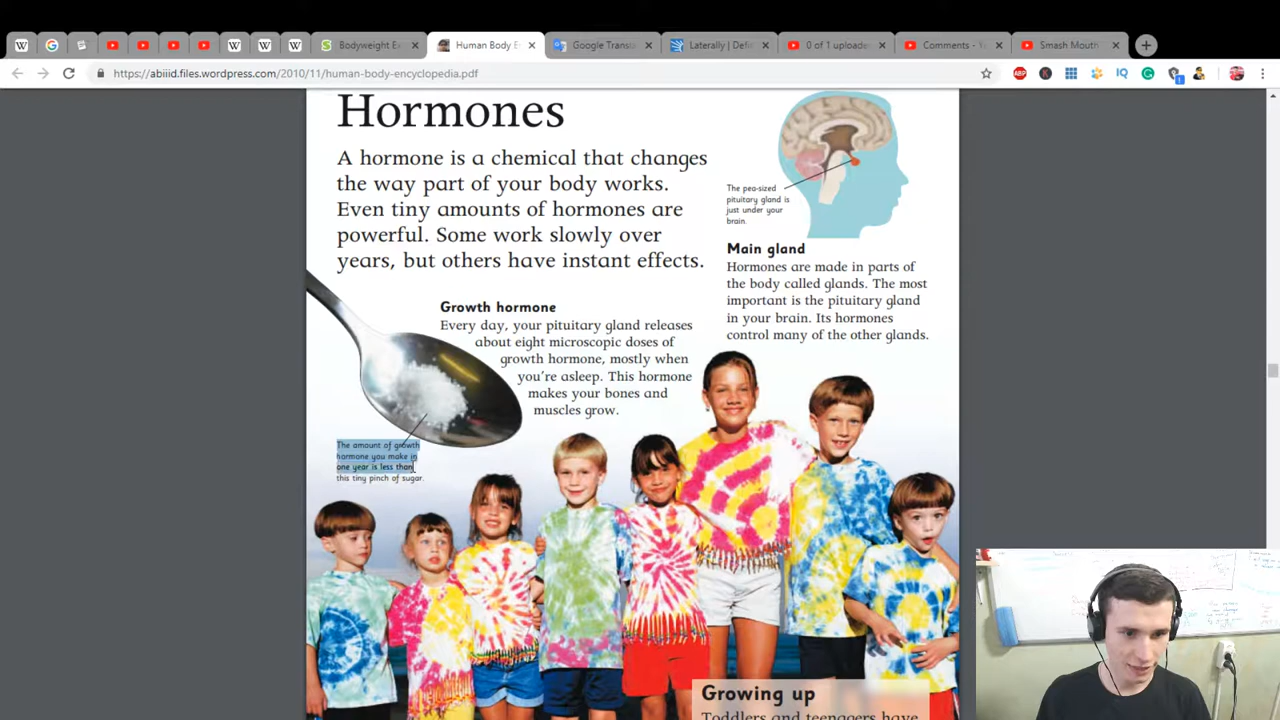 Bodyweight Ex
Human Body E
Google Transla
Laterally | Defi
0 of 1 uploade
Comments - Yo
Smash Mouth
https://abiiid.files.wordpress.com/2010/11/human-body-encyclopedia.pdf
ABP
K
IQ
G
1
Hormones
A hormone is a chemical that changes
the way part of your body works.
Even tiny amounts of hormones are
powerful. Some work slowly over
years, but others have instant effects.
The pea-sized
pituitary gland is
just under your
brain.
Main gland
Hormones are made in parts of
the body called glands. The most
important is the pituitary gland
in your brain. Its hormones
control many of the other glands.
Growth hormone
Every day, your pituitary gland releases
about eight microscopic doses of
growth hormone, mostly when
you're asleep. This hormone
makes your bones and
muscles grow.
The amount of growth
hormone you make in
one year is less than
this tiny pinch of sugar.
Growing up
Toddlers and teenagers have